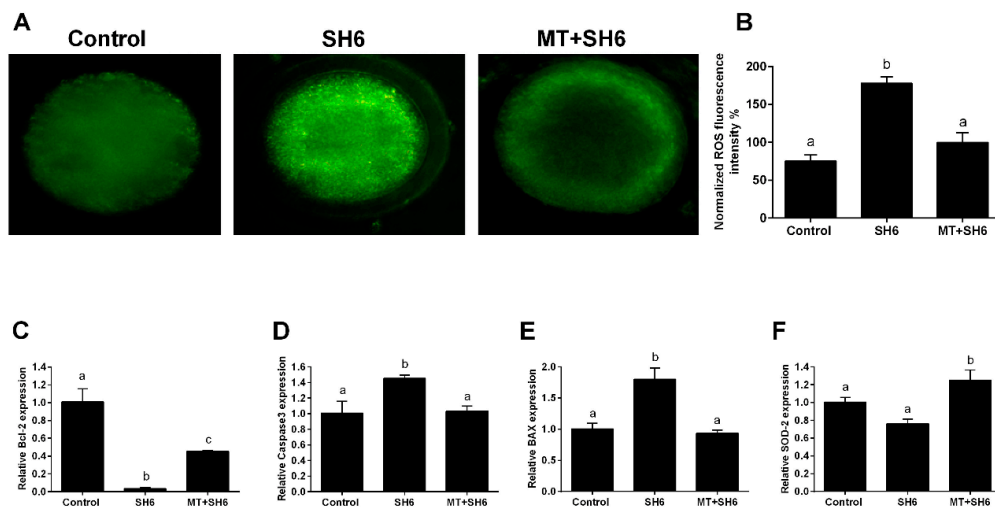 A
Control
SH6
MT+SH6
B
Normalized ROS fluorescence
intensity %
200
150
100
50
0
a
b
a
Control
SH6
MT+SH6
C
Relative Bcl-2 expression
1.4
1.2
1.0
0.8
0.6
0.4
0.2
0.0
a
b
c
Control
SH6
MT+SH6
D
Relative Caspase3 expression
1.6
1.4
1.2
1.0
0.8
0.6
0.4
0.2
0.0
a
b
a
Control
SH6
MT+SH6
E
Relative BAX expression
2.0
1.5
1.0
0.5
0.0
a
b
a
Control
SH6
MT+SH6
F
Relative SOD-2 expression
1.4
1.2
1.0
0.8
0.6
0.4
0.2
0.0
a
a
b
Control
SH6
MT+SH6